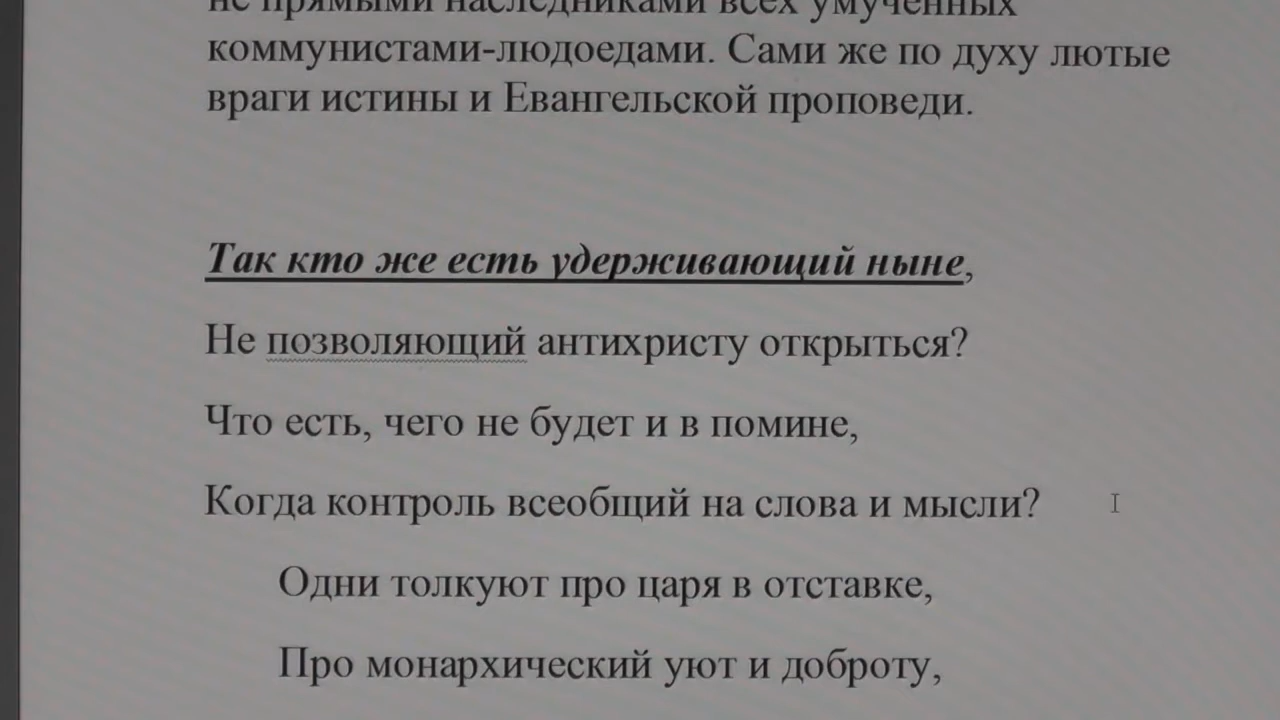 не прямыми наследниками всех умученных
коммунистами-людоедами. Сами же по духу лютые
враги истины и Евангельской проповеди.
Так кто же есть удерживающий ныне,
Не позволяющий антихристу открыться?
Что есть, чего не будет и в помине,
Когда контроль всеобщий на слова и мысли?
Одни толкуют про царя в отставке,
Про монархический уют и доброту,